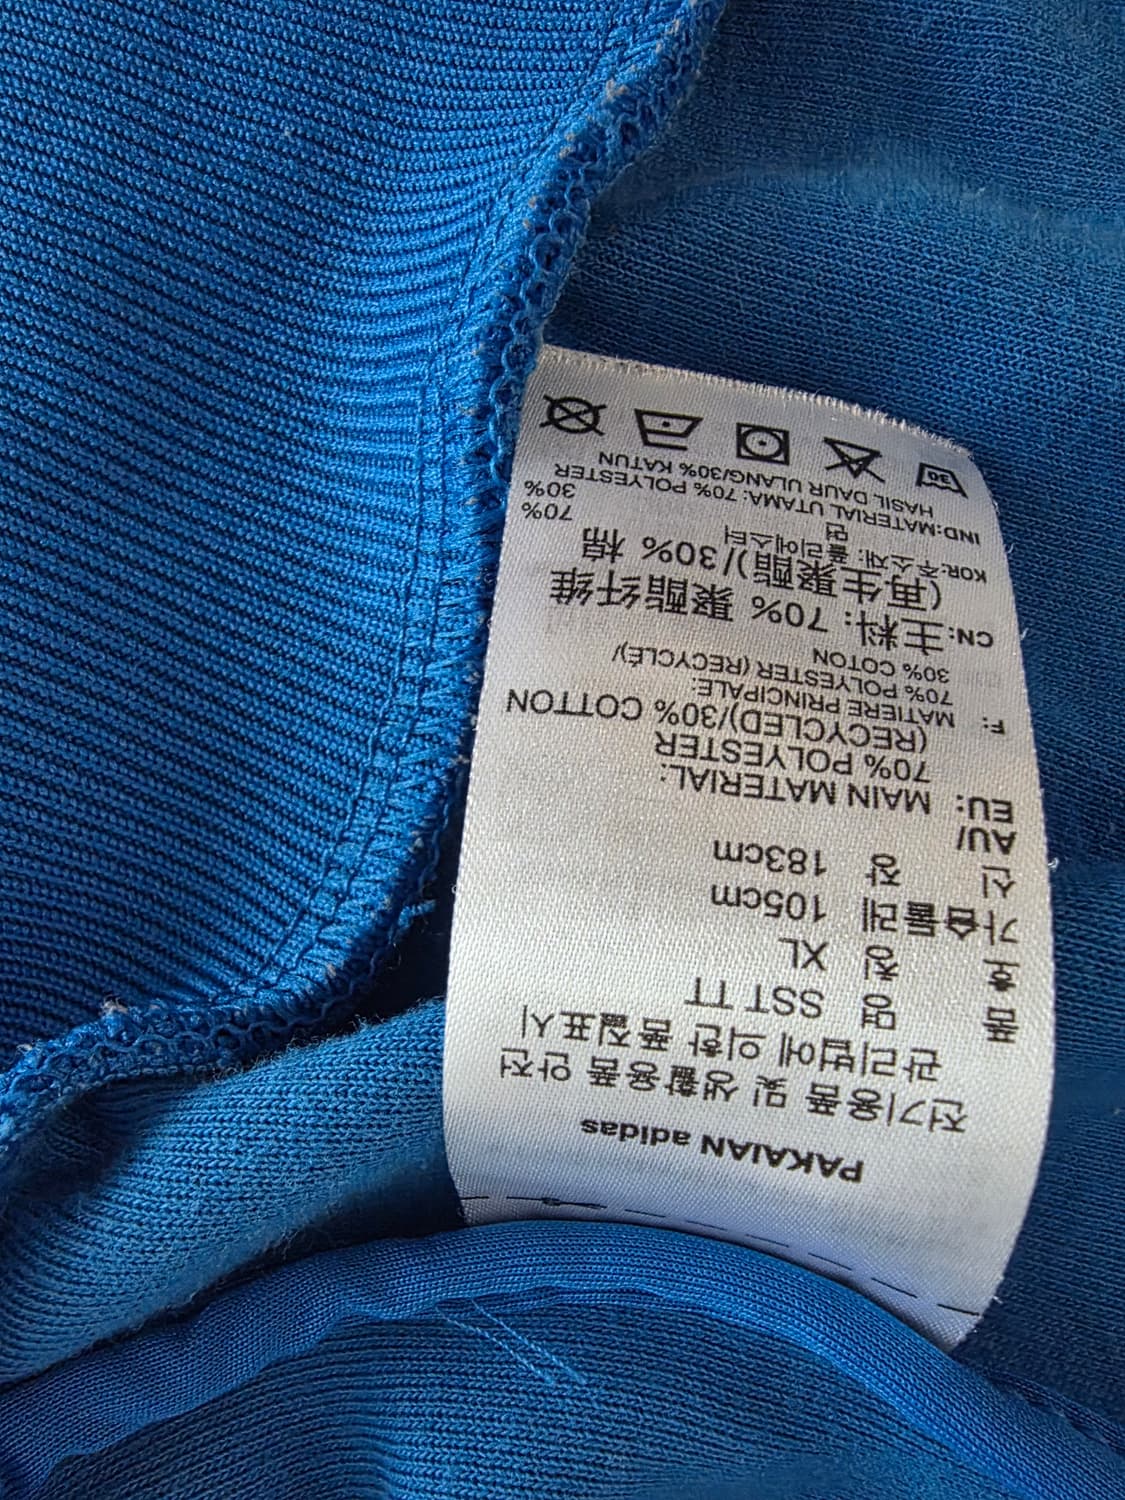 PAKAIAN adidas
전기용품 및 생활용품 안전
관리법에 의한 품질표시
품 명 SST TT
호 칭 XL
가슴둘레 105cm
신 장 183cm
AU/
EU: MAIN MATERIAL:
70% POLYESTER
(RECYCLED)/30% COTTON
F: MATIERE PRINCIPALE:
70% POLYESTER (RECYCLÉ)/
30% COTON
CN:主料: 70% 聚酯纤维
(再生聚酯)/30% 棉
KOR:주소재: 폴리에스터 70%
면 30%
IND:MATERIAL UTAMA: 70% POLYESTER
HASIL DAUR ULANG/30% KATUN
30